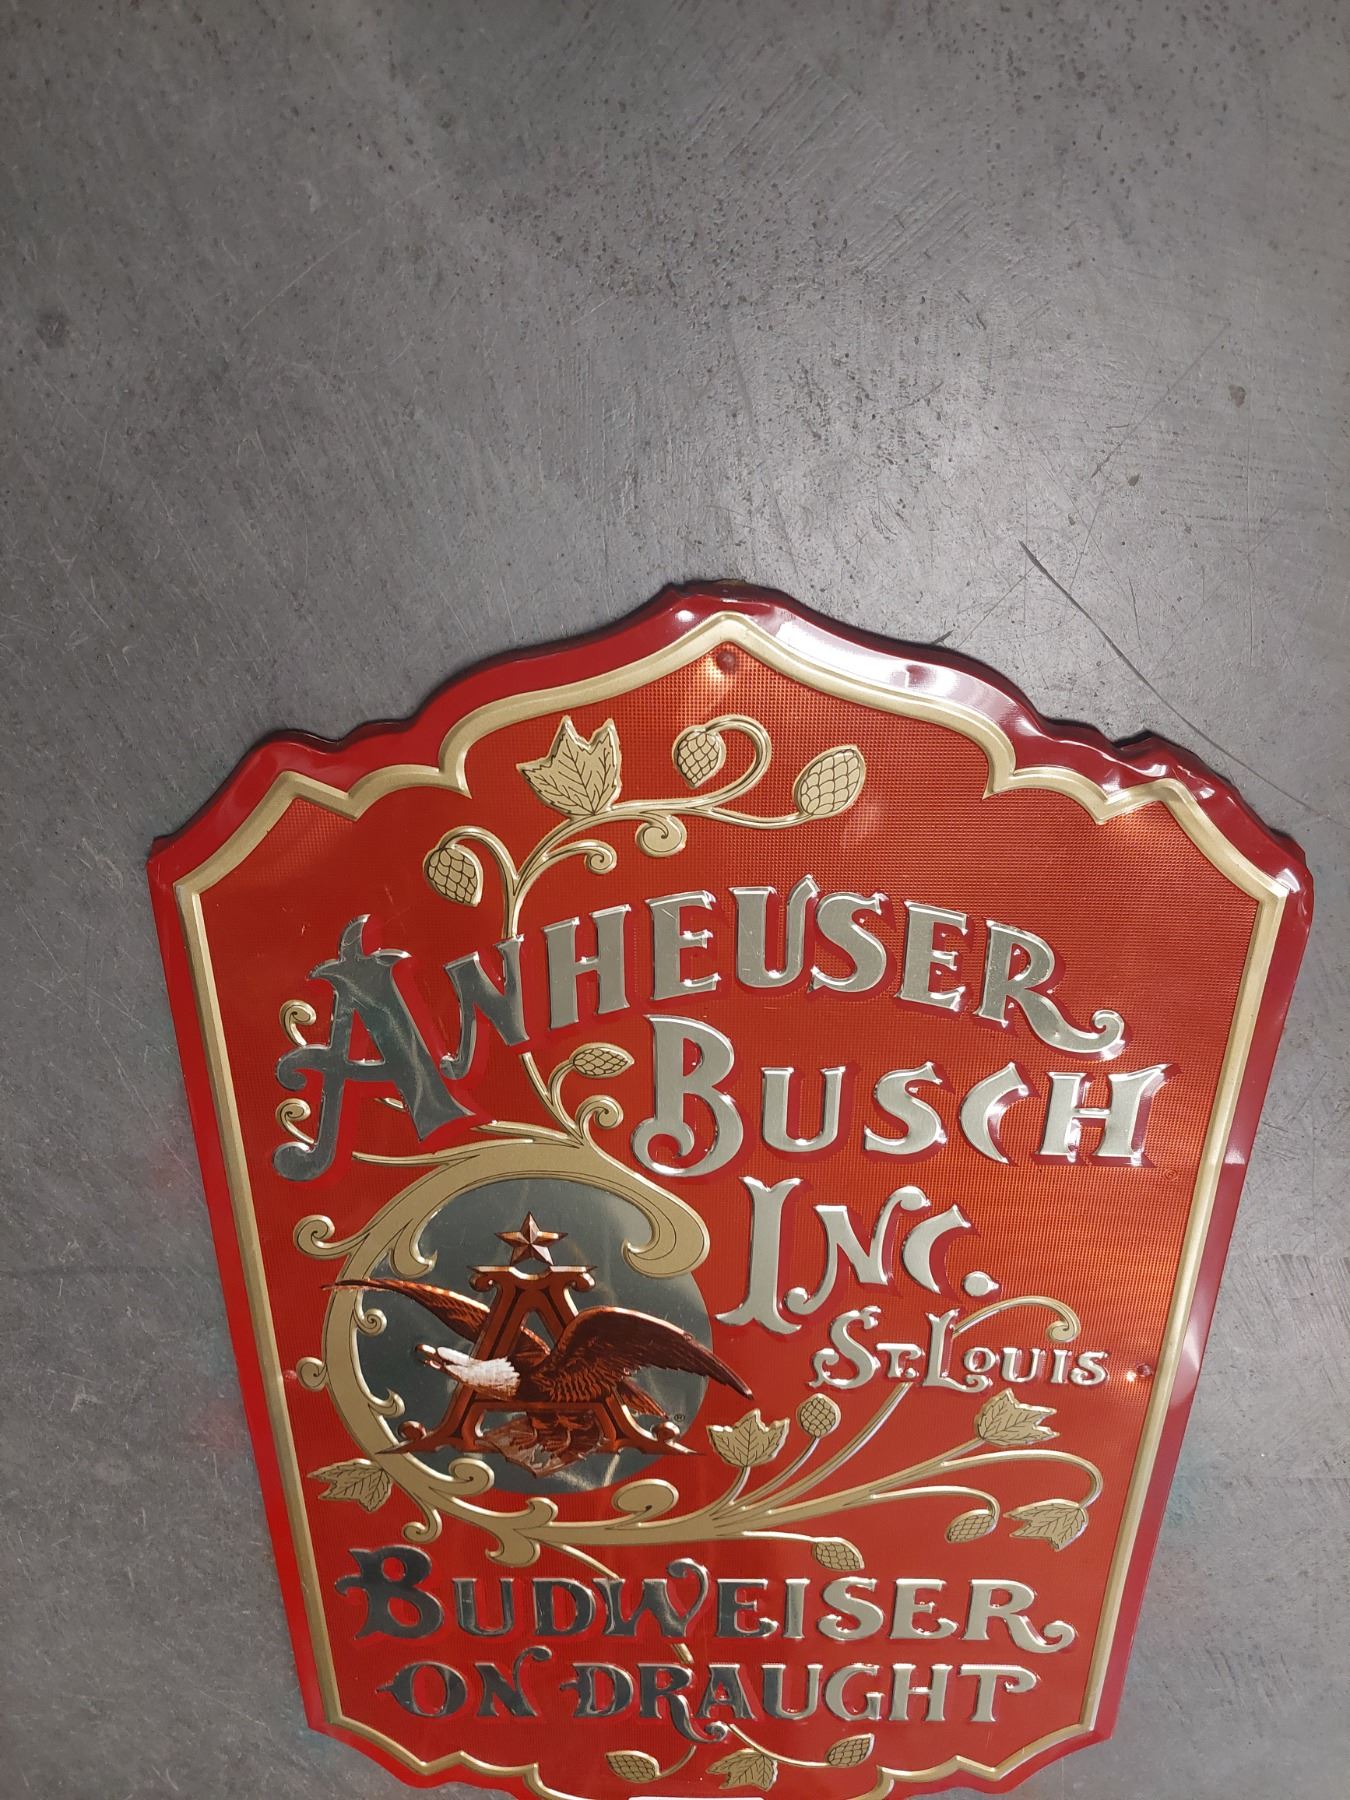 ANHEUSER
BUSCH
INC.
ST. LOUIS
A
®
BUDWEISER
ON DRAUGHT